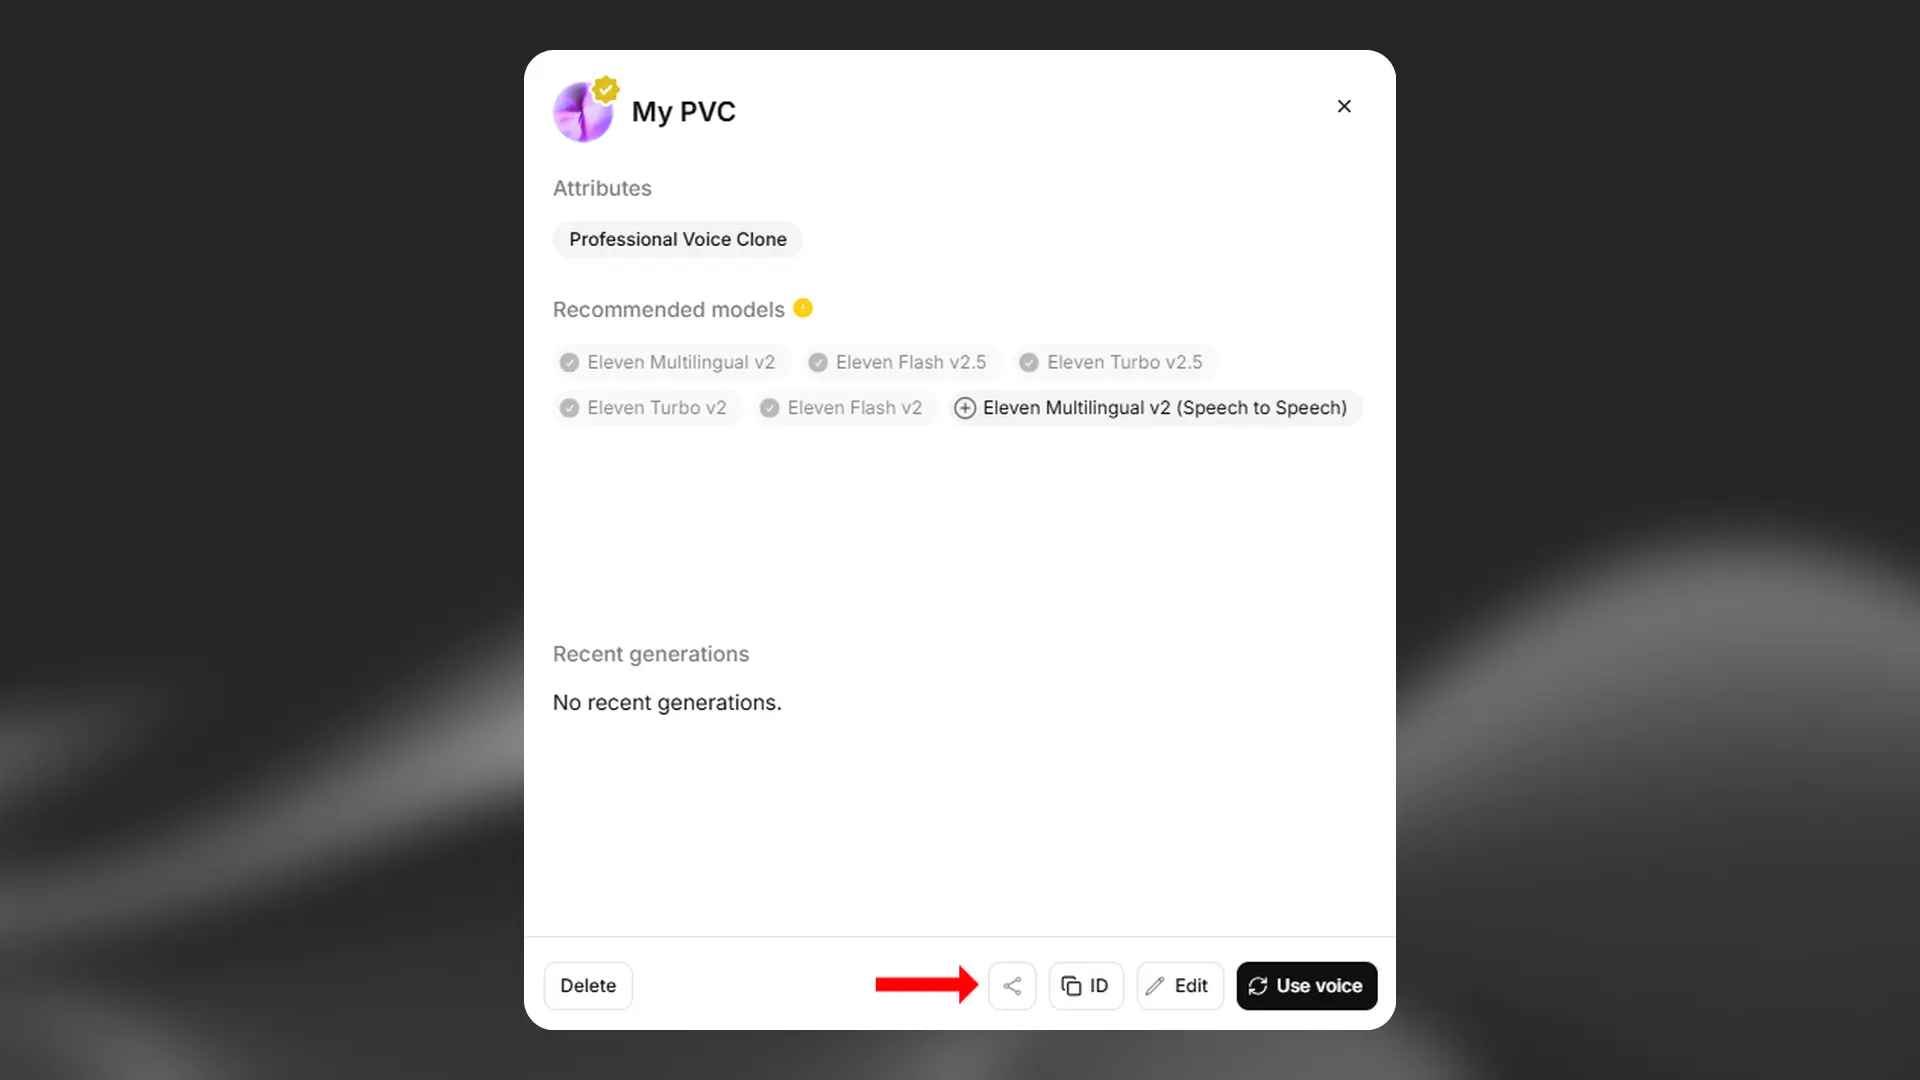 My PVC
Attributes
Professional Voice Clone
Recommended models
Eleven Multilingual v2 Eleven Flash v2.5 Eleven Turbo v2.5
Eleven Turbo v2 Eleven Flash v2 Eleven Multilingual v2 (Speech to Speech)
Recent generations
No recent generations.
Delete ID Edit Use voice